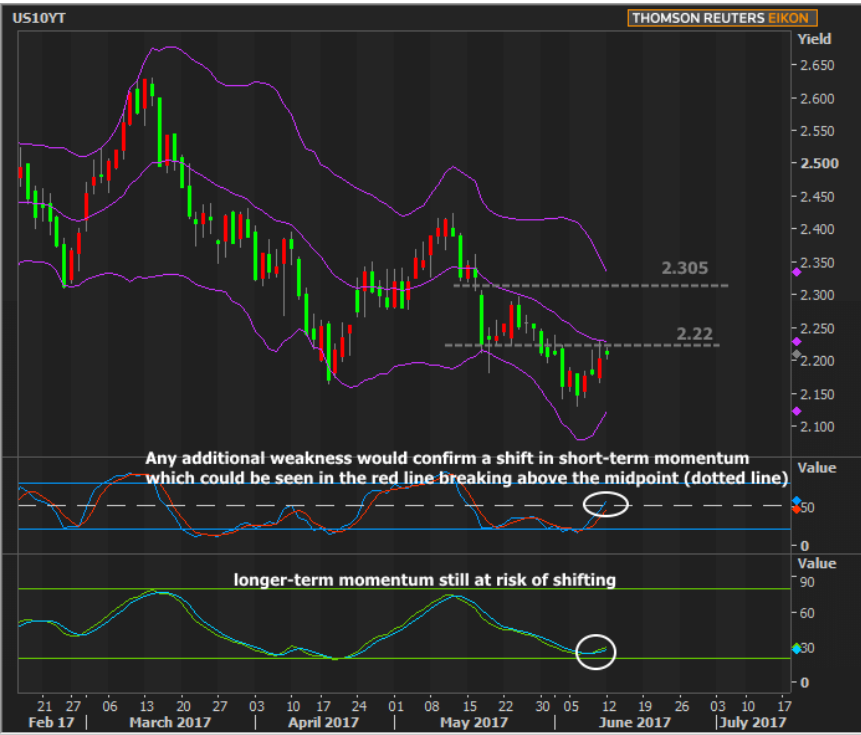 US10YT
THOMSON REUTERS EIKON
Yield
2.650
2.600
2.550
2.500
2.450
2.400
2.350
2.300
2.250
2.200
2.150
2.100
2.305
2.22
Any additional weakness would confirm a shift in short-term momentum
which could be seen in the red line breaking above the midpoint (dotted line)
Value
50
0
longer-term momentum still at risk of shifting
Value
90
60
30
0
21 27 06 13 20 27 03 10 17 24 01 08 15 22 30 05 12 19 26 03 10 17
Feb 17 March 2017 April 2017 May 2017 June 2017 July 2017